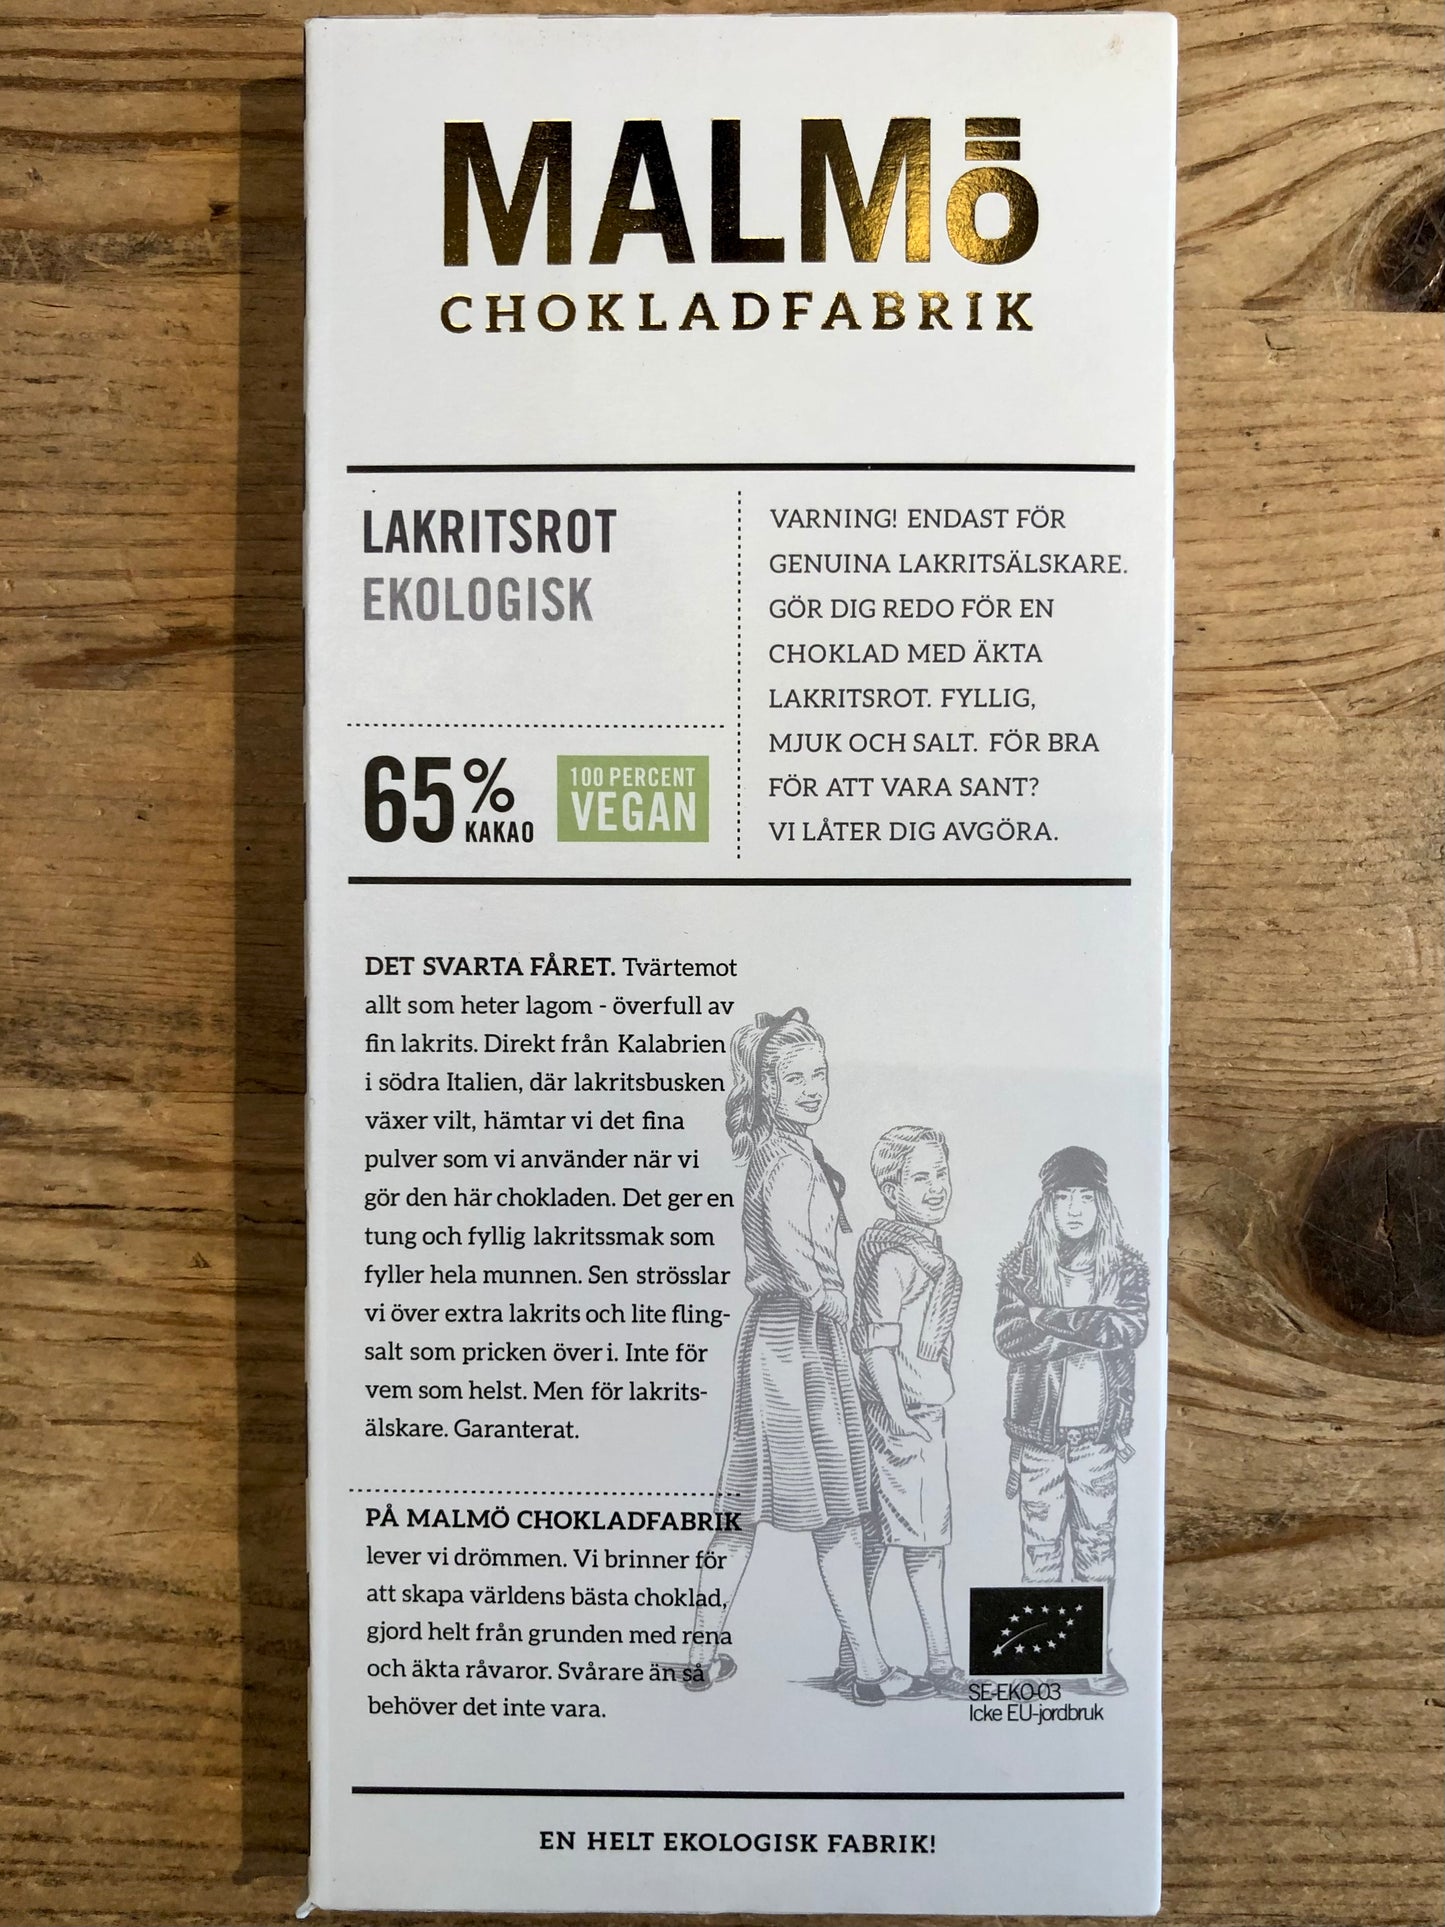 MALMÖ
CHOKLADFABRIK
LAKRITSROT
EKOLOGISK
65%
KAKAO
100 PERCENT
VEGAN
VARNING! ENDAST FÖR
GENUINA LAKRITSÄLSKARE.
GÖR DIG REDO FÖR EN
CHOKLAD MED ÄKTA
LAKRITSROT. FYLLIG,
MJUK OCH SALT. FÖR BRA
FÖR ATT VARA SANT?
VI LÅTER DIG AVGÖRA.
DET SVARTA FÅRET. Tvärtemot
allt som heter lagom - överfull av
fin lakrits. Direkt från Kalabrien
i södra Italien, där lakritsbusken
växer vilt, hämtar vi det fina
pulver som vi använder när vi
gör den här chokladen. Det ger en
tung och fyllig lakritssmak som
fyller hela munnen. Sen strösslar
vi över extra lakrits och lite fling-
salt som pricken över i. Inte för
vem som helst. Men för lakrits-
älskare. Garanterat.
PÅ MALMÖ CHOKLADFABRIK
lever vi drömmen. Vi brinner för
att skapa världens bästa choklad,
gjord helt från grunden med rena
och äkta råvaror. Svårare än så
behöver det inte vara.
SE-EKO-03
Icke EU-jordbruk
EN HELT EKOLOGISK FABRIK!